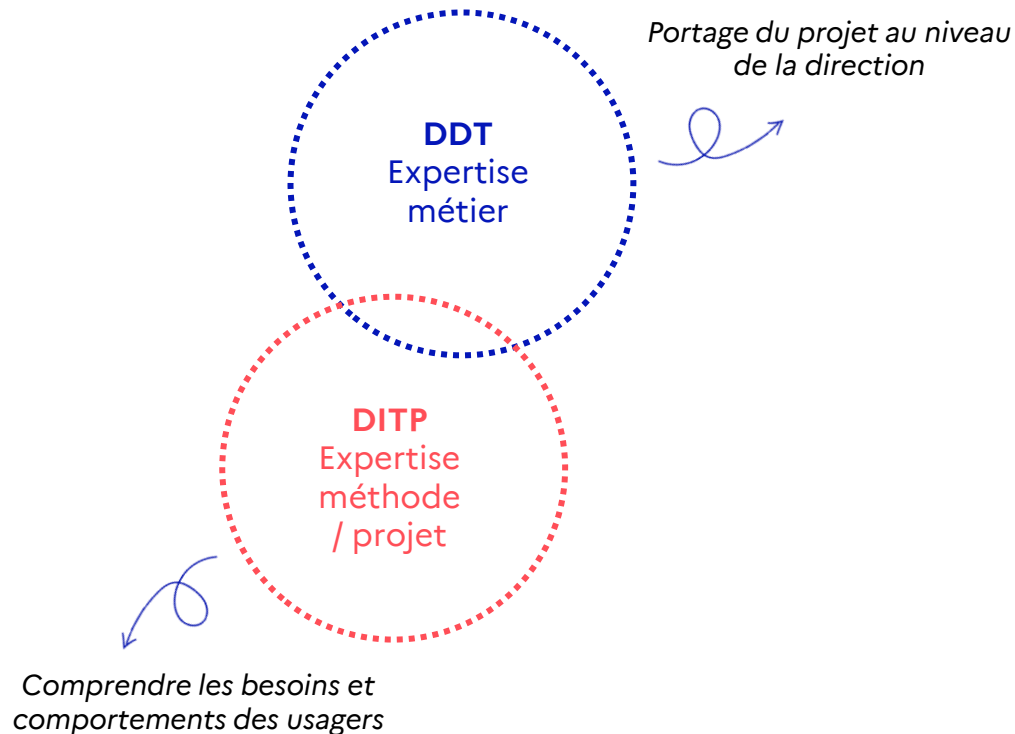 Portage du projet au niveau
de la direction
DDT
Expertise
métier
DITP
Expertise
méthode
/ projet
Comprendre les besoins et
comportements des usagers